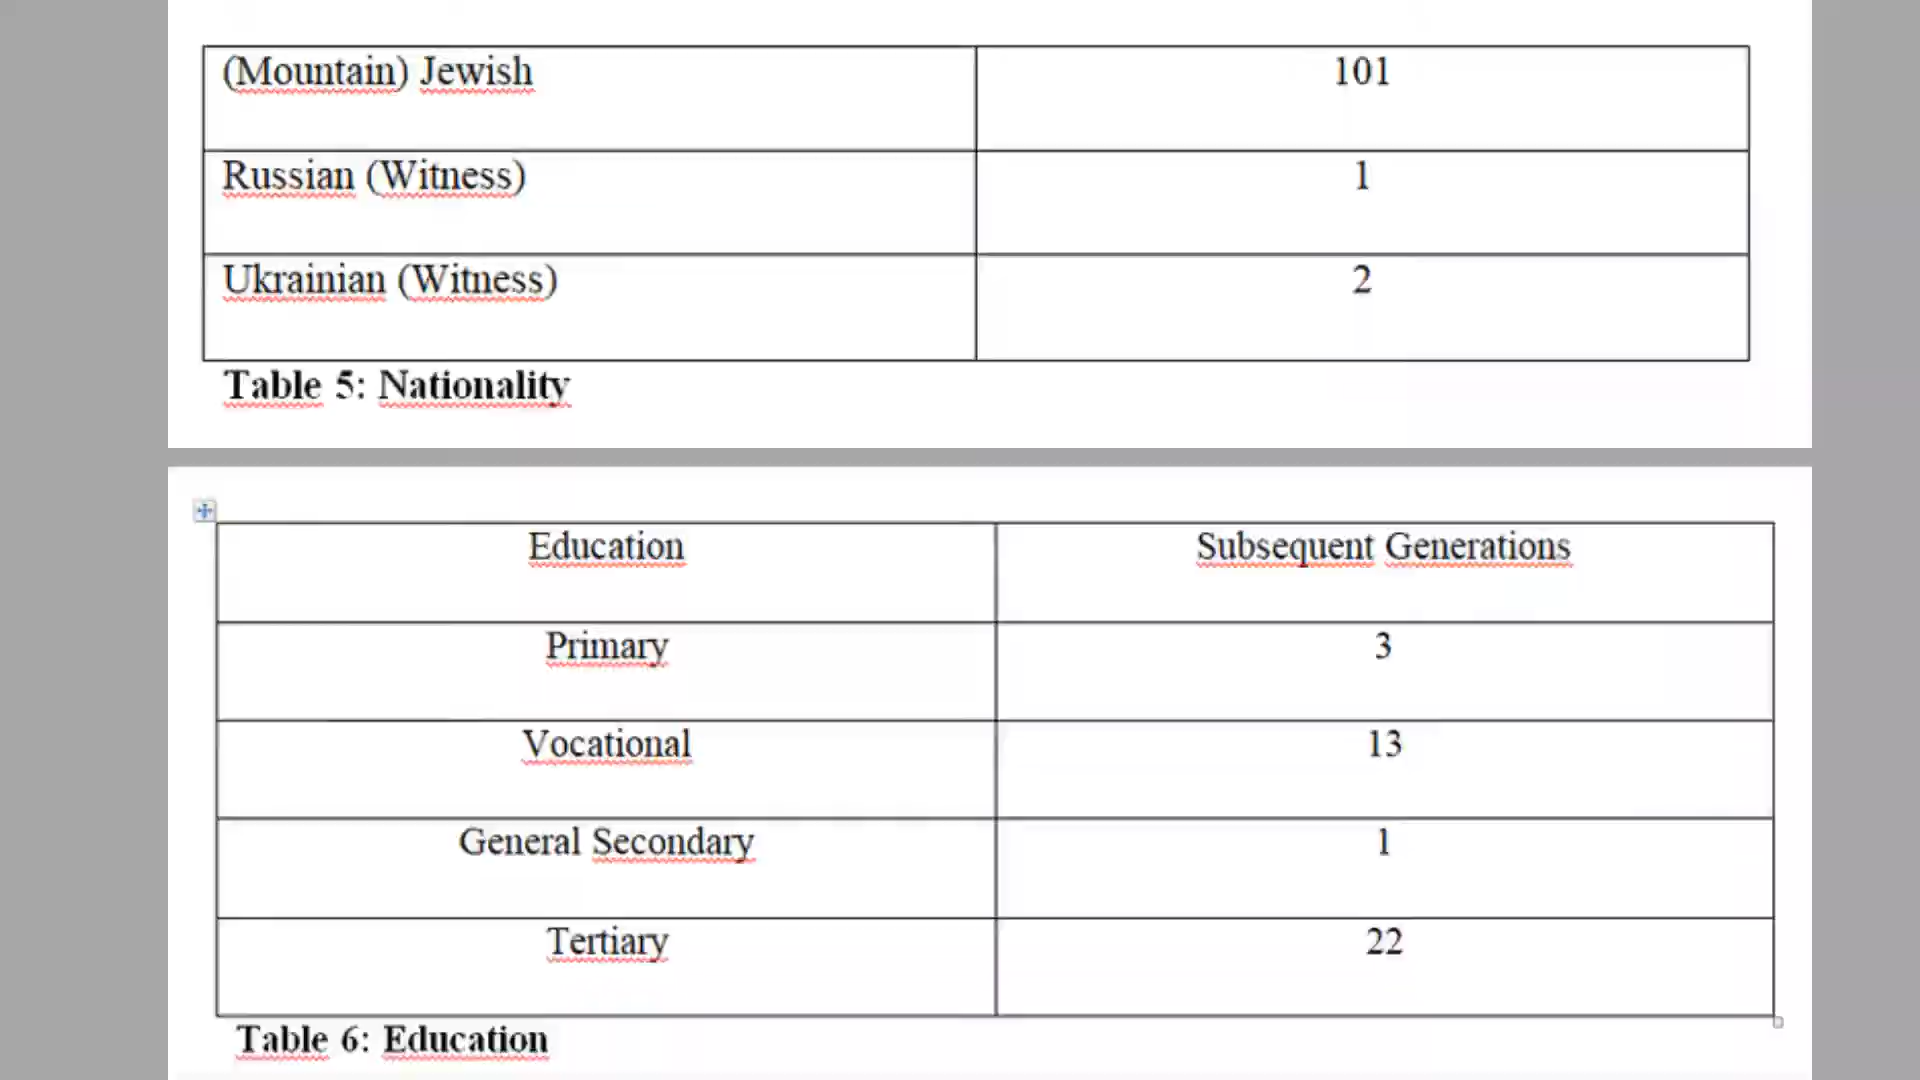 (Mountain) Jewish 101
Russian (Witness) 1
Ukrainian (Witness) 2
Table 5: Nationality
Education Subsequent Generations
Primary 3
Vocational 13
General Secondary 1
Tertiary 22
Table 6: Education